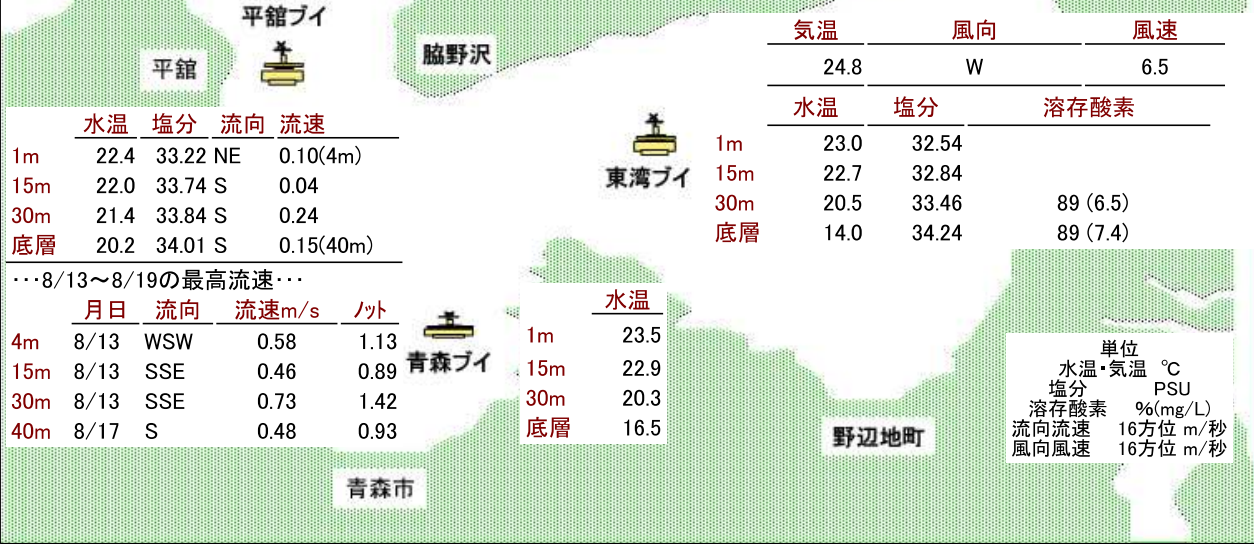 平舘ブイ
平舘
脇野沢
気温 風向 風速
24.8 W 6.5
水温 塩分 溶存酸素
1m 23.0 32.54
15m 22.7 32.84
30m 20.5 33.46 89 (6.5)
底層 14.0 34.24 89 (7.4)
東湾ブイ
水温 塩分 流向 流速
1m 22.4 33.22 NE 0.10(4m)
15m 22.0 33.74 S 0.04
30m 21.4 33.84 S 0.24
底層 20.2 34.01 S 0.15(40m)
･･･8/13～8/19の最高流速･･･
月日 流向 流速m/s ﾉｯﾄ
4m 8/13 WSW 0.58 1.13
15m 8/13 SSE 0.46 0.89
30m 8/13 SSE 0.73 1.42
40m 8/17 S 0.48 0.93
青森ブイ
水温
1m 23.5
15m 22.9
30m 20.3
底層 16.5
単位
水温・気温 ℃
塩分 PSU
溶存酸素 %(mg/L)
流向流速 16方位 m/秒
風向風速 16方位 m/秒
野辺地町
青森市